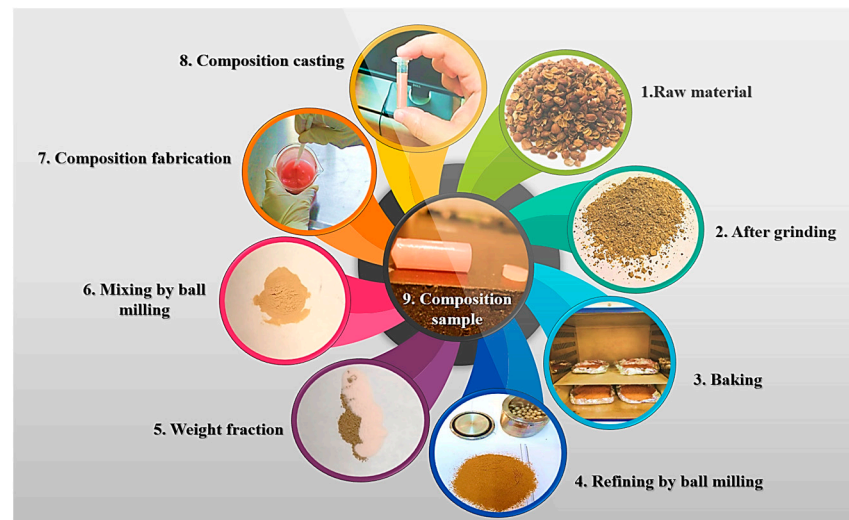 1.Raw material
2. After grinding
3. Baking
4. Refining by ball milling
5. Weight fraction
6. Mixing by ball
milling
7. Composition fabrication
8. Composition casting
9. Composition
sample